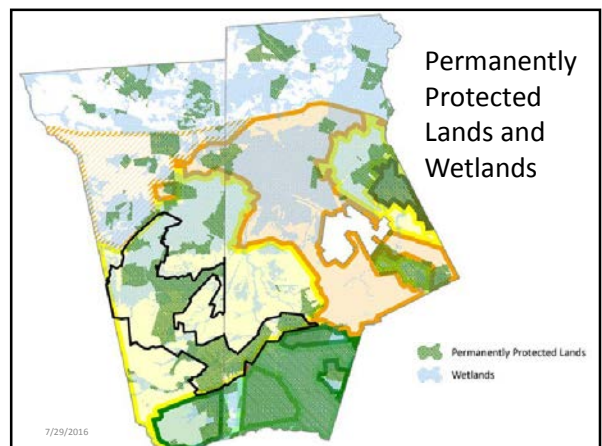 Permanently
Protected
Lands and
Wetlands
Permanently Protected Lands
Wetlands
7/29/2016